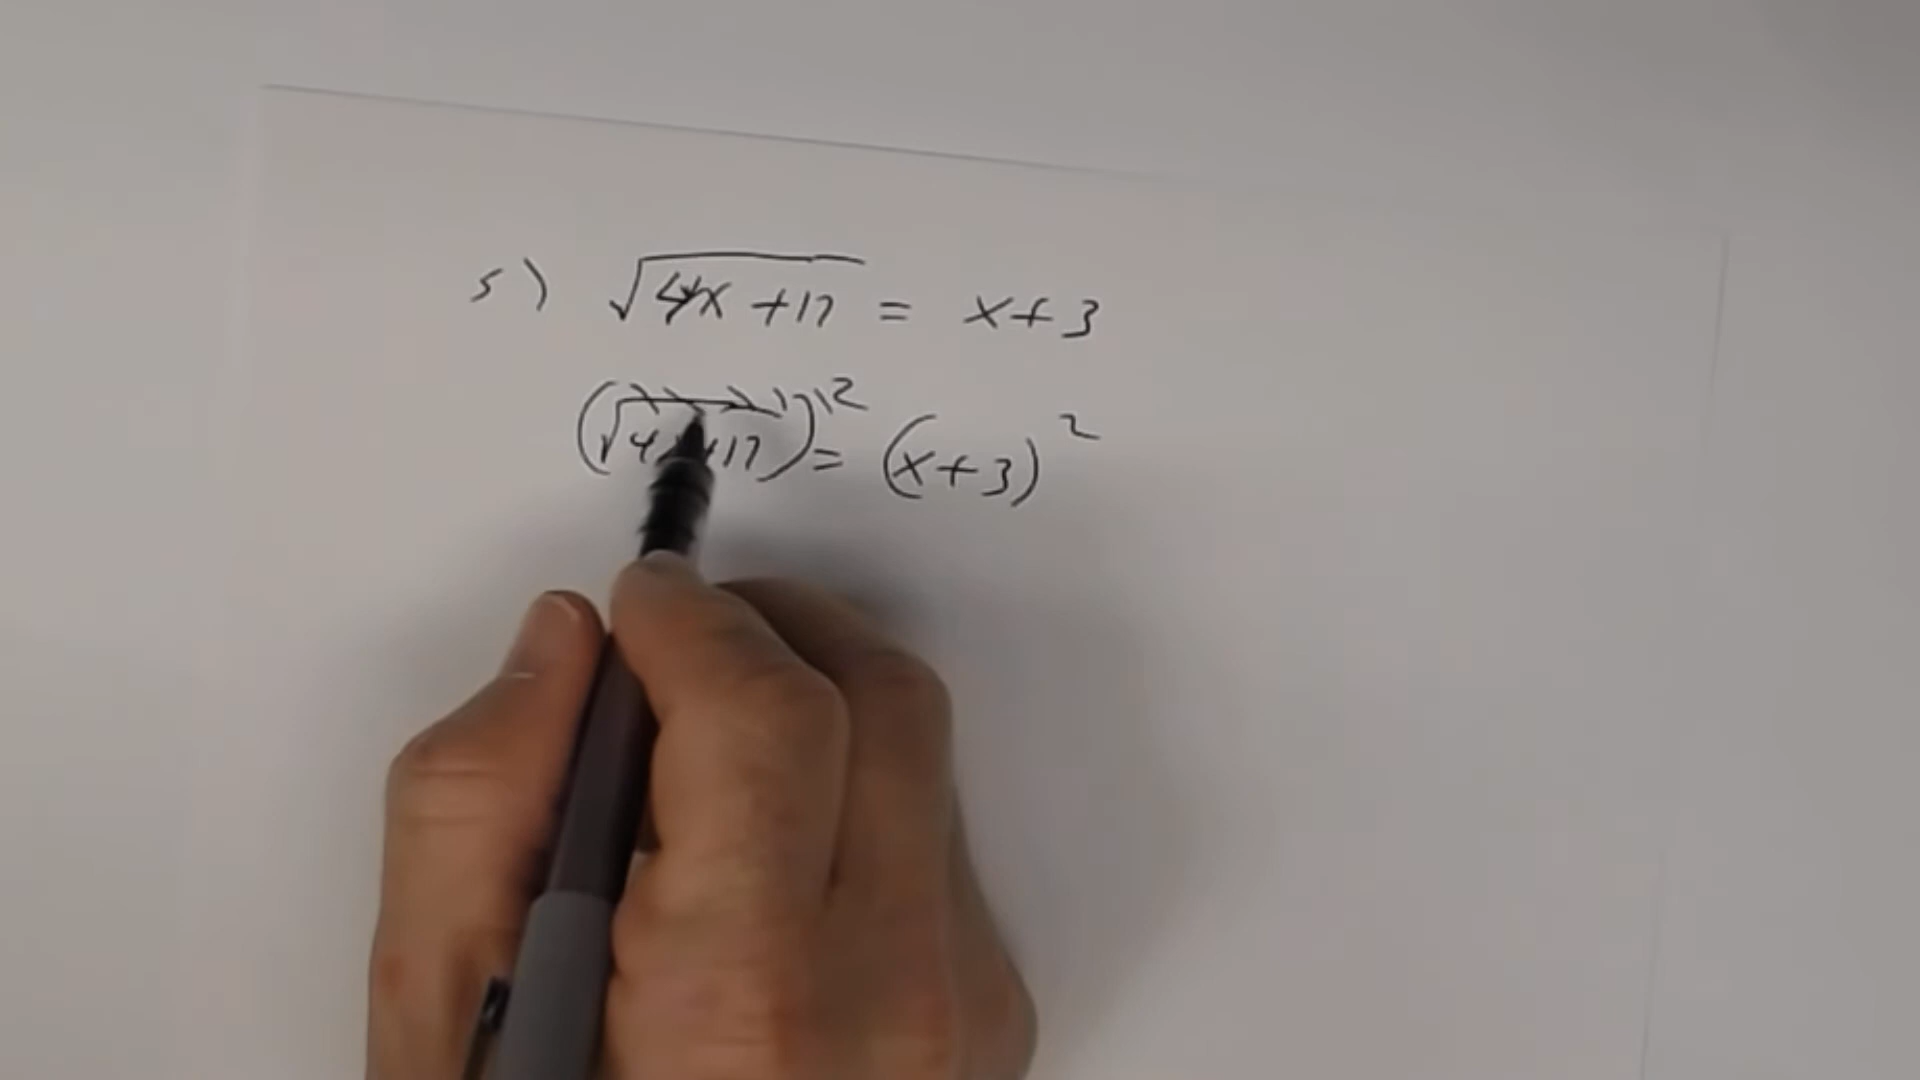 5) √4x+17 = x+3
(√4x+17)² = (x+3)²